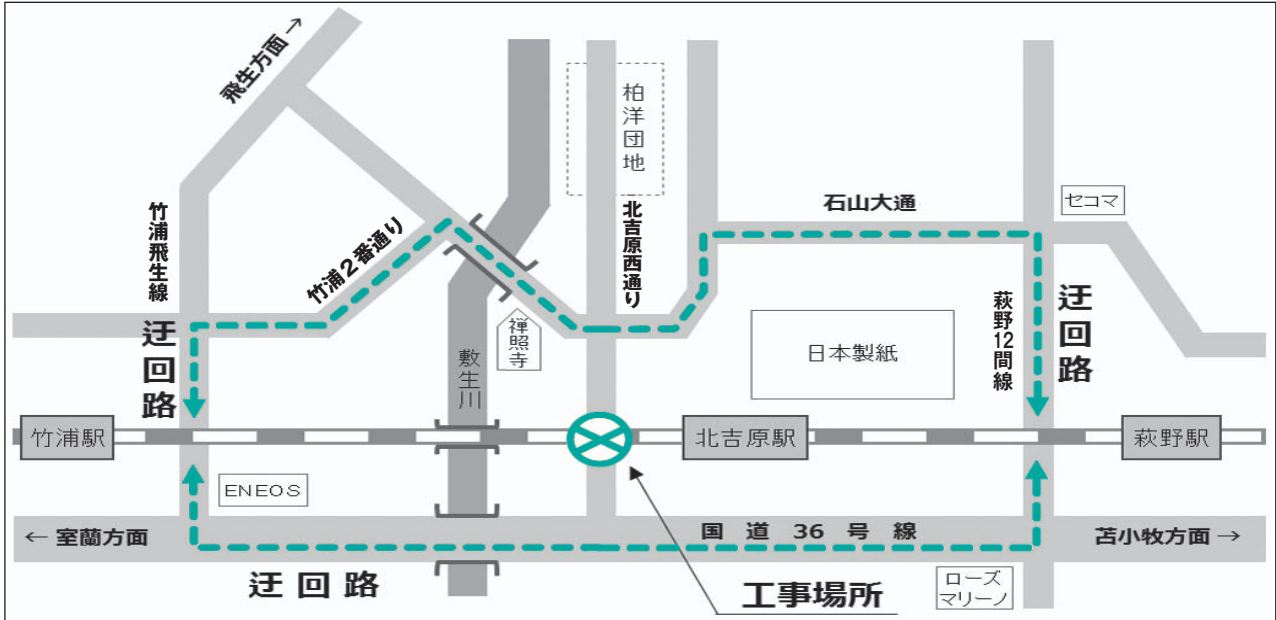 飛生方面→
柏洋団地
石山大通
セコマ
竹浦飛生線
竹浦２番通り
北吉原西通り
迂回路
禅照寺
敷生川
日本製紙
萩野12間線
迂回路
竹浦駅
北吉原駅
萩野駅
ENEOS
←室蘭方面
国道36号線
苫小牧方面→
迂回路
工事場所
ローズ
マリーノ